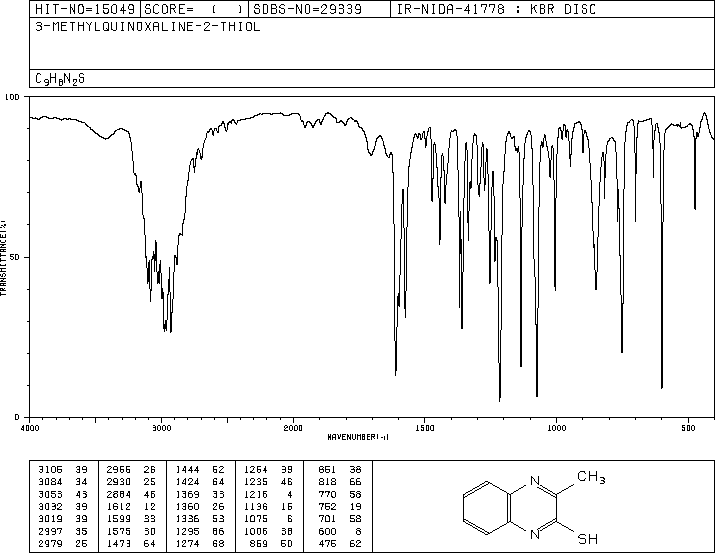 HIT-NO=15049 SCORE= ( ) SDBS-NO=29339 IR-NIDA-41778 : KBR DISC
3-METHYLQUINOXALINE-2-THIOL
C9H8N2S
100
50
0
TRANSMITTANCE(%)
4000 3000 2000 1500 1000 500
WAVENUMBER(-1)
N CH3
N SH
3105 39 2966 26 1444 52 1254 39 851 38
3084 34 2930 25 1424 64 1235 46 818 66
3053 43 2884 46 1369 33 1216 4 770 58
3032 39 1612 12 1360 26 1136 15 752 19
3019 39 1599 33 1336 53 1075 6 701 58
2997 35 1575 30 1295 66 1006 38 600 8
2979 25 1473 64 1274 68 869 60 475 62